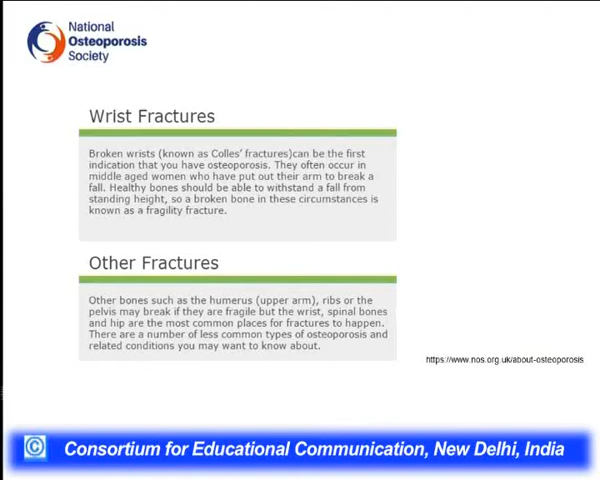 National
Osteoporosis
Society
Wrist Fractures
Broken wrists (known as Colles' fractures)can be the first
indication that you have osteoporosis. They often occur in
middle aged women who have put out their arm to break a
fall. Healthy bones should be able to withstand a fall from
standing height, so a broken bone in these circumstances is
known as a fragility fracture.
Other Fractures
Other bones such as the humerus (upper arm), ribs or the
pelvis may break if they are fragile but the wrist, spinal bones
and hip are the most common places for fractures to happen.
There are a number of less common types of osteoporosis and
related conditions you may want to know about.
https://www.nos.org.uk/about-osteoporosis
© Consortium for Educational Communication, New Delhi, India